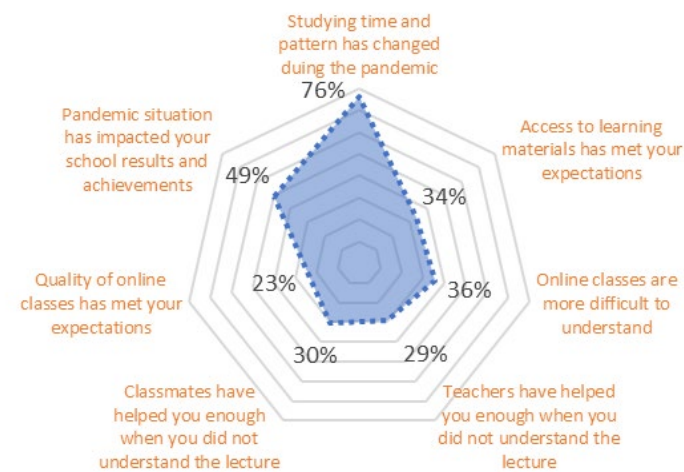 Studying time and
pattern has changed
duing the pandemic
76%
Pandemic situation
has impacted your
school results and
achievements
49%
Access to learning
materials has met your
expectations
34%
Quality of online
classes has met your
expectations
23%
Online classes are
more difficult to
understand
36%
30%
29%
Classmates have
helped you enough
when you did not
understand the lecture
Teachers have helped
you enough when you
did not understand the
lecture